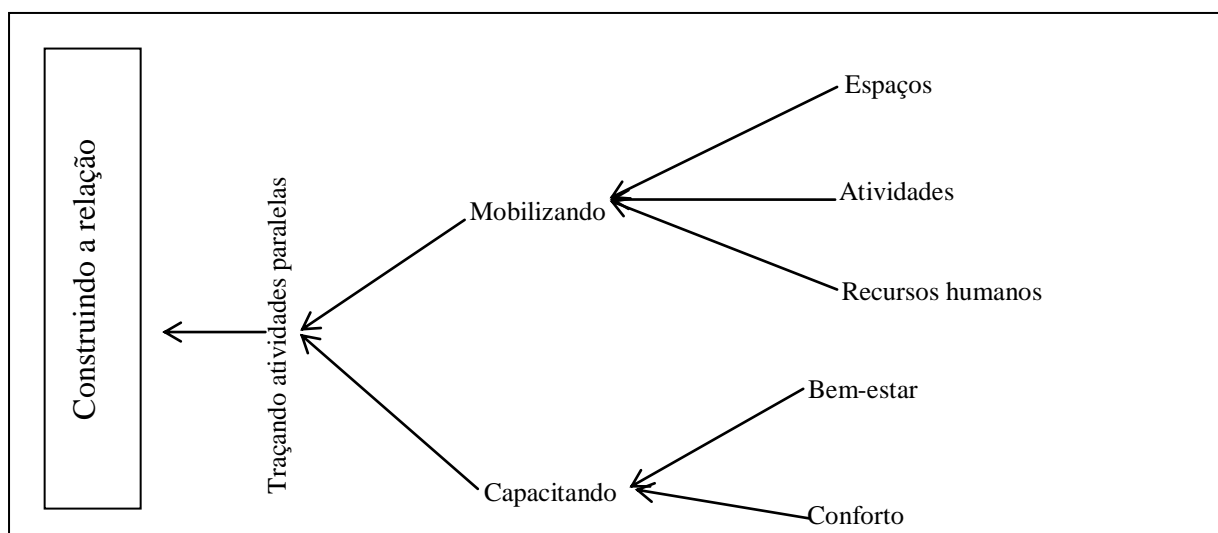 Construindo a relação
Traçando atividades paralelas
Mobilizando
Espaços
Atividades
Recursos humanos
Capacitando
Bem-estar
Conforto